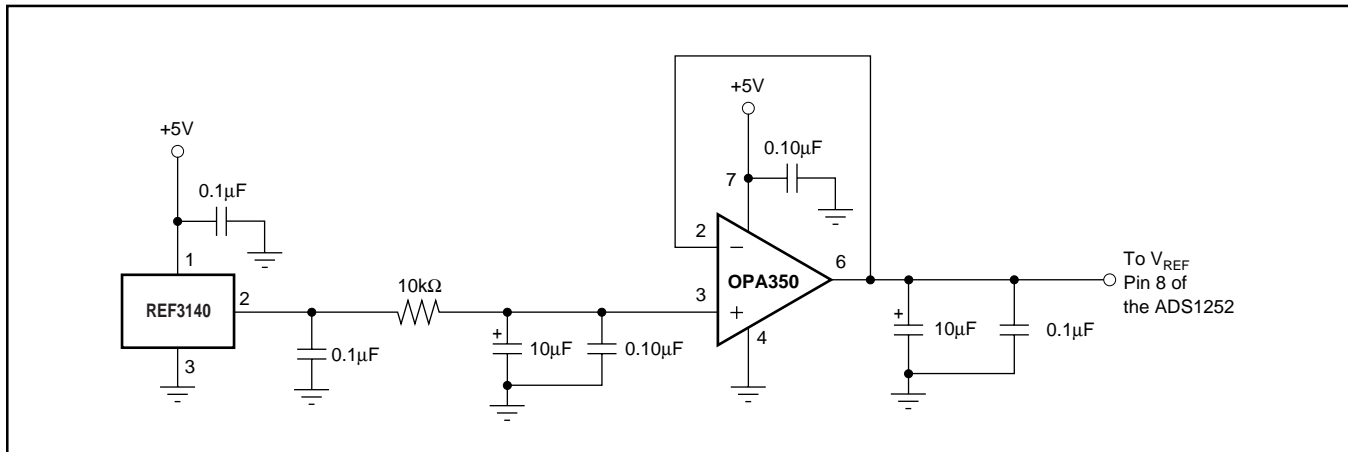 +5V
0.1µF
1
REF3140
2
3
0.1µF
10kΩ
+
10µF
0.10µF
+5V
7
0.10µF
2
−
3
+
OPA350
6
4
+
10µF
0.1µF
To VREF
Pin 8 of
the ADS1252